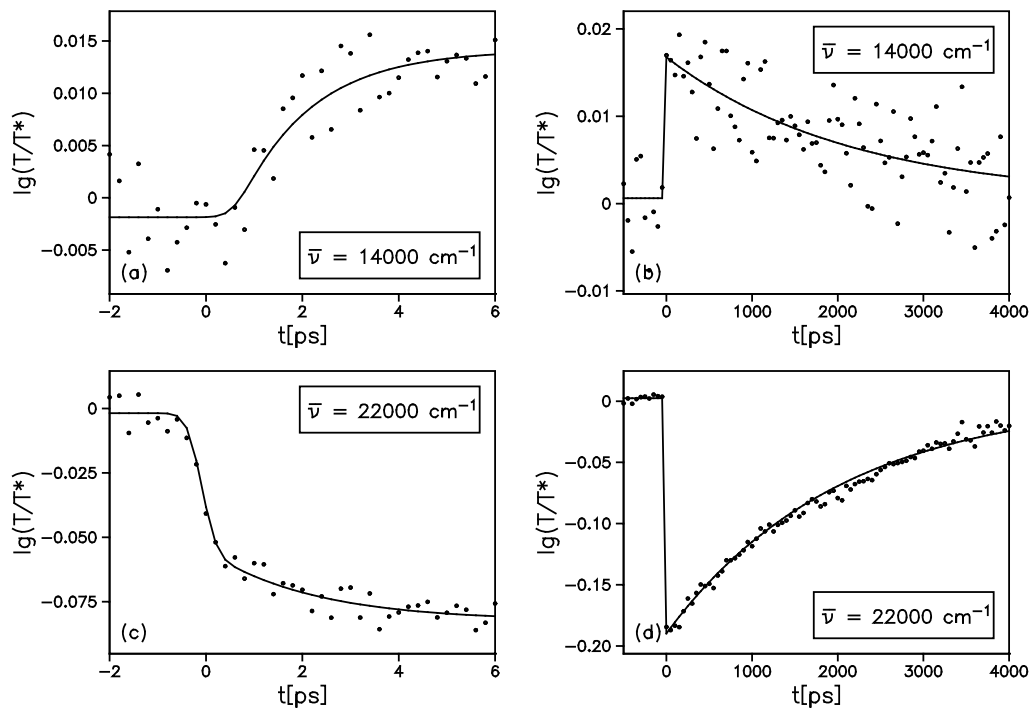 0.015
0.010
0.005
0
−0.005
lg(T/T*)
(a)
ν̅ = 14000 cm⁻¹
−2 0 2 4 6
t[ps]
0.02
0.01
0
−0.01
lg(T/T*)
(b)
ν̅ = 14000 cm⁻¹
0 1000 2000 3000 4000
t[ps]
0
−0.025
−0.050
−0.075
lg(T/T*)
(c)
ν̅ = 22000 cm⁻¹
−2 0 2 4 6
t[ps]
0
−0.05
−0.10
−0.15
−0.20
lg(T/T*)
(d)
ν̅ = 22000 cm⁻¹
0 1000 2000 3000 4000
t[ps]